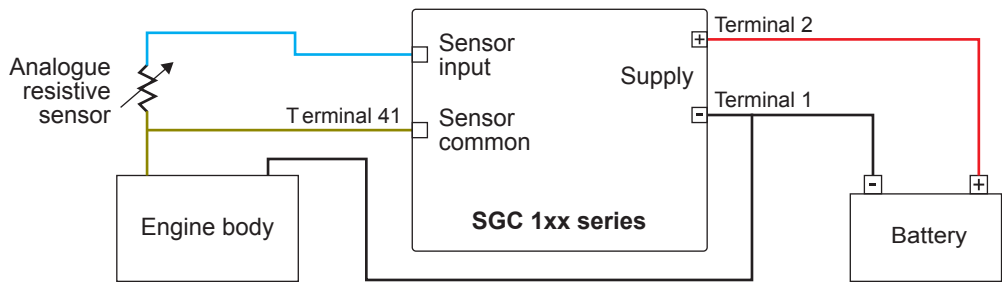 Analogue
resistive
sensor
Sensor
input
Terminal 41
Sensor
common
Engine body
SGC 1xx series
Supply
+
-
Terminal 2
Terminal 1
-
+
Battery